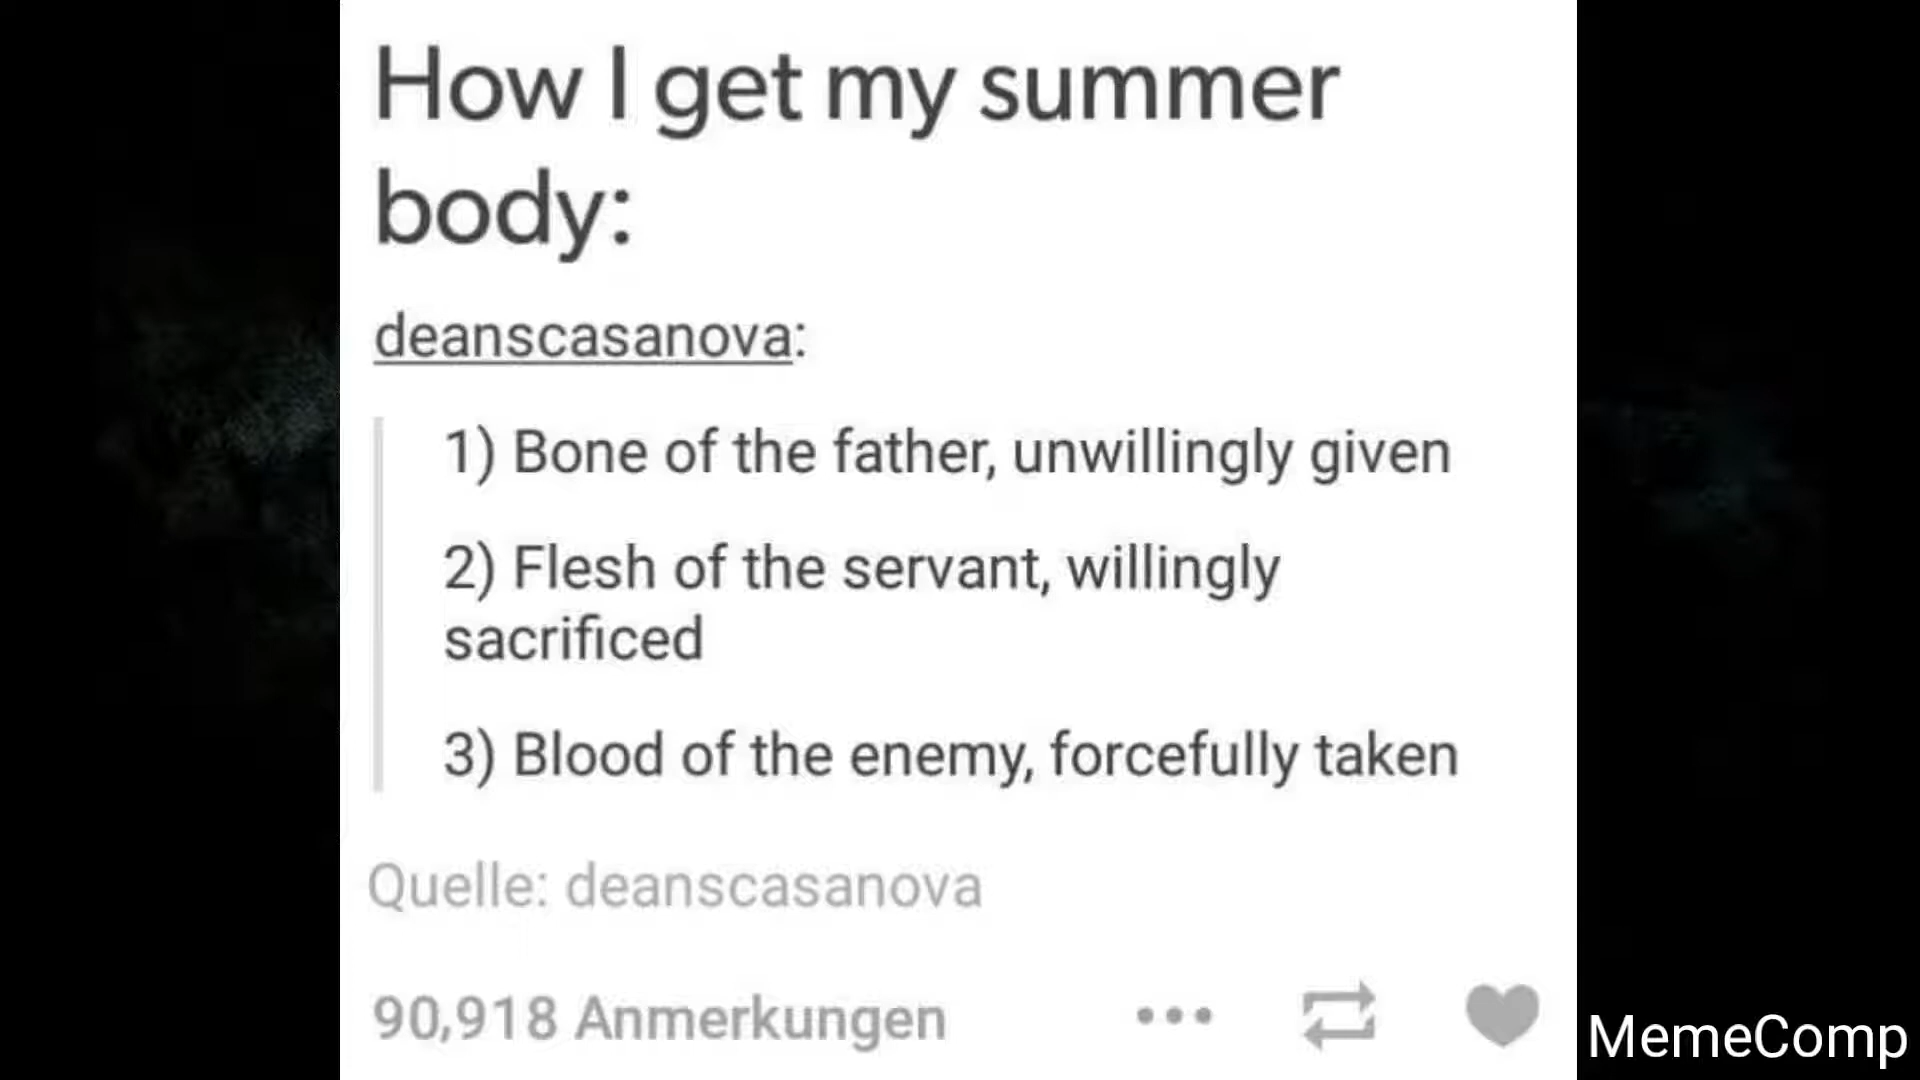 How I get my summer
body:
deanscasanova:
1) Bone of the father, unwillingly given
2) Flesh of the servant, willingly
sacrificed
3) Blood of the enemy, forcefully taken
Quelle: deanscasanova
90,918 Anmerkungen
MemeComp